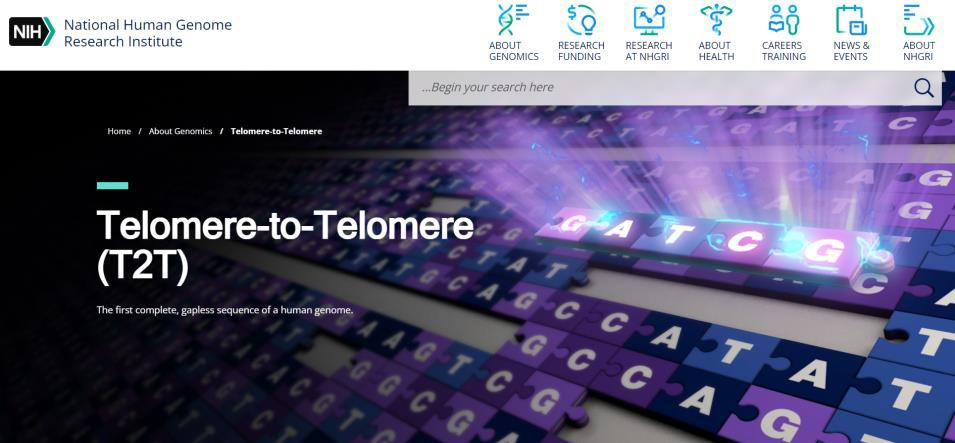 NIH
National Human Genome
Research Institute
ABOUT
GENOMICS
RESEARCH
FUNDING
RESEARCH
AT NHGRI
ABOUT
HEALTH
CAREERS
TRAINING
NEWS &
EVENTS
ABOUT
NHGRI
...Begin your search here
Home / About Genomics / Telomere-to-Telomere
Telomere-to-Telomere
(T2T)
The first complete, gapless sequence of a human genome.
G A T C G